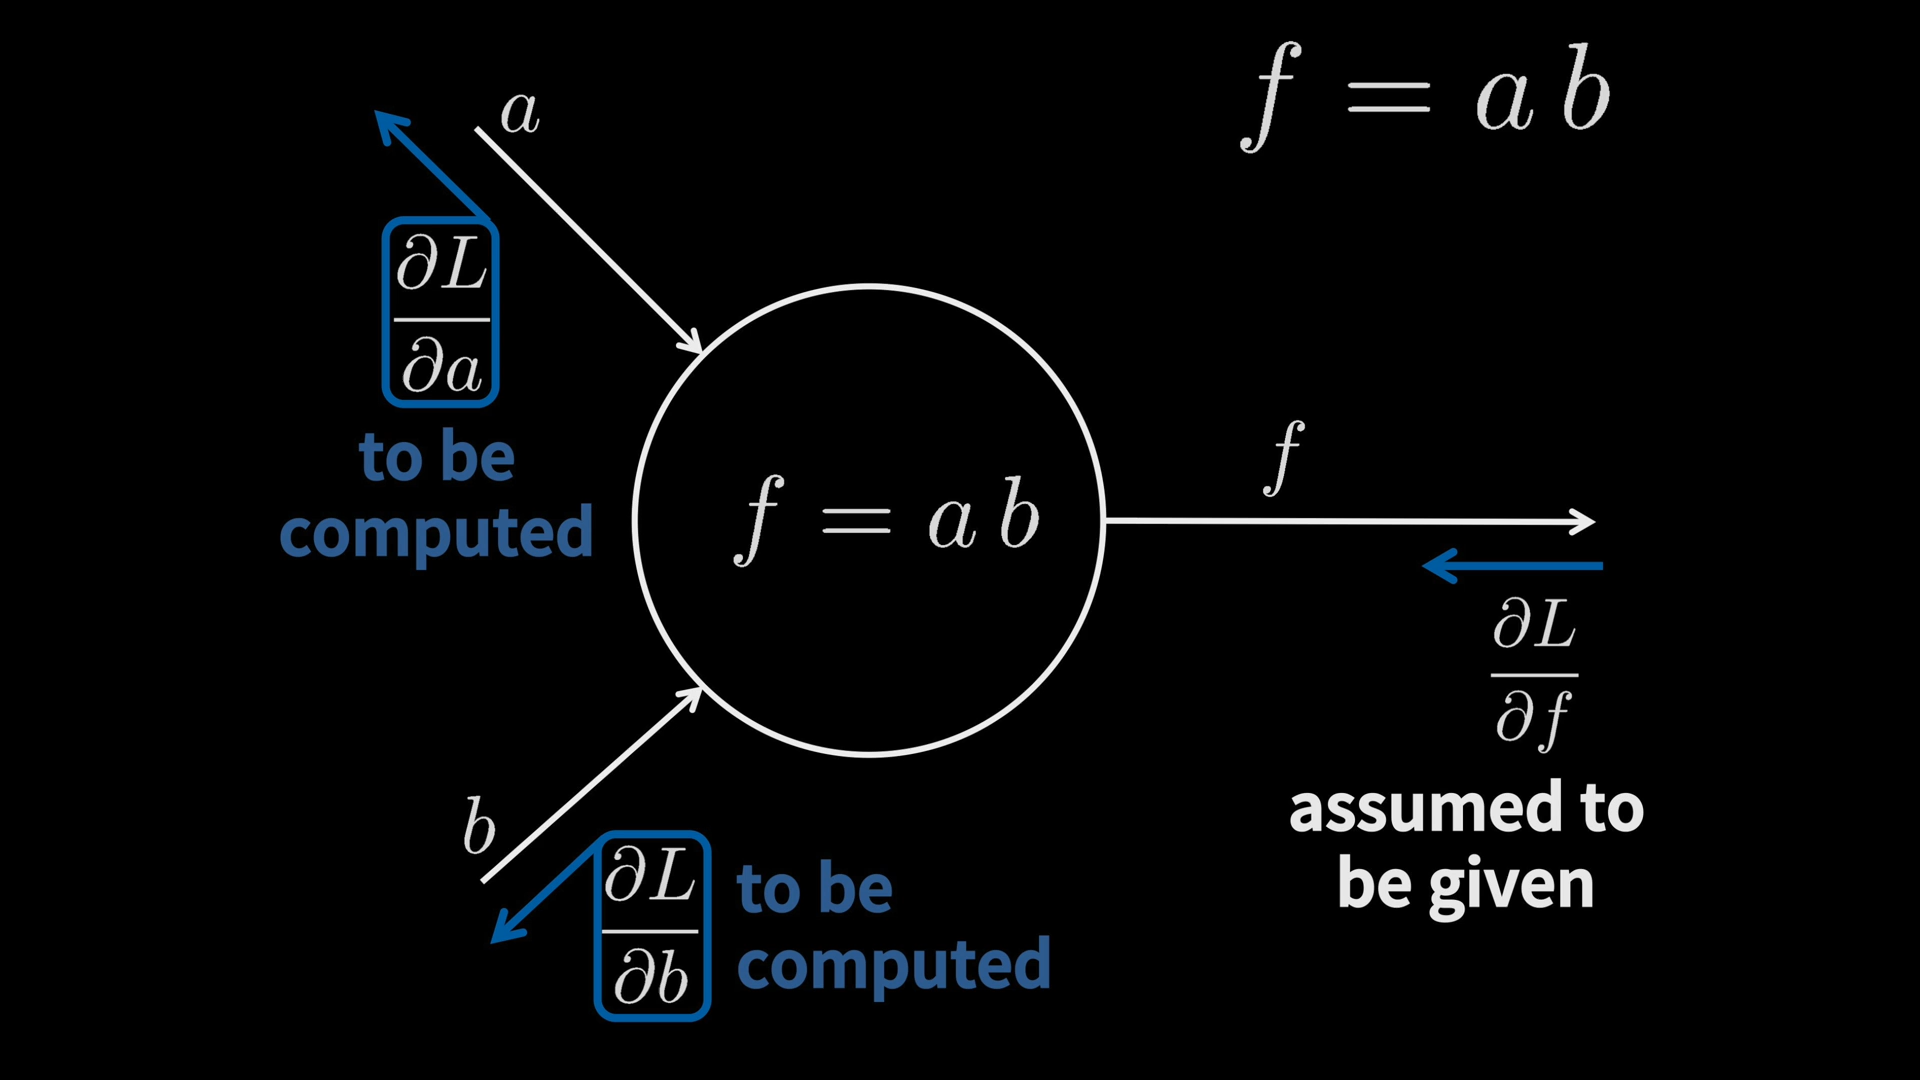 f = a b
a
∂L
∂a
to be
computed
f = a b
f
∂L
∂f
assumed to
be given
b
∂L
∂b
to be
computed